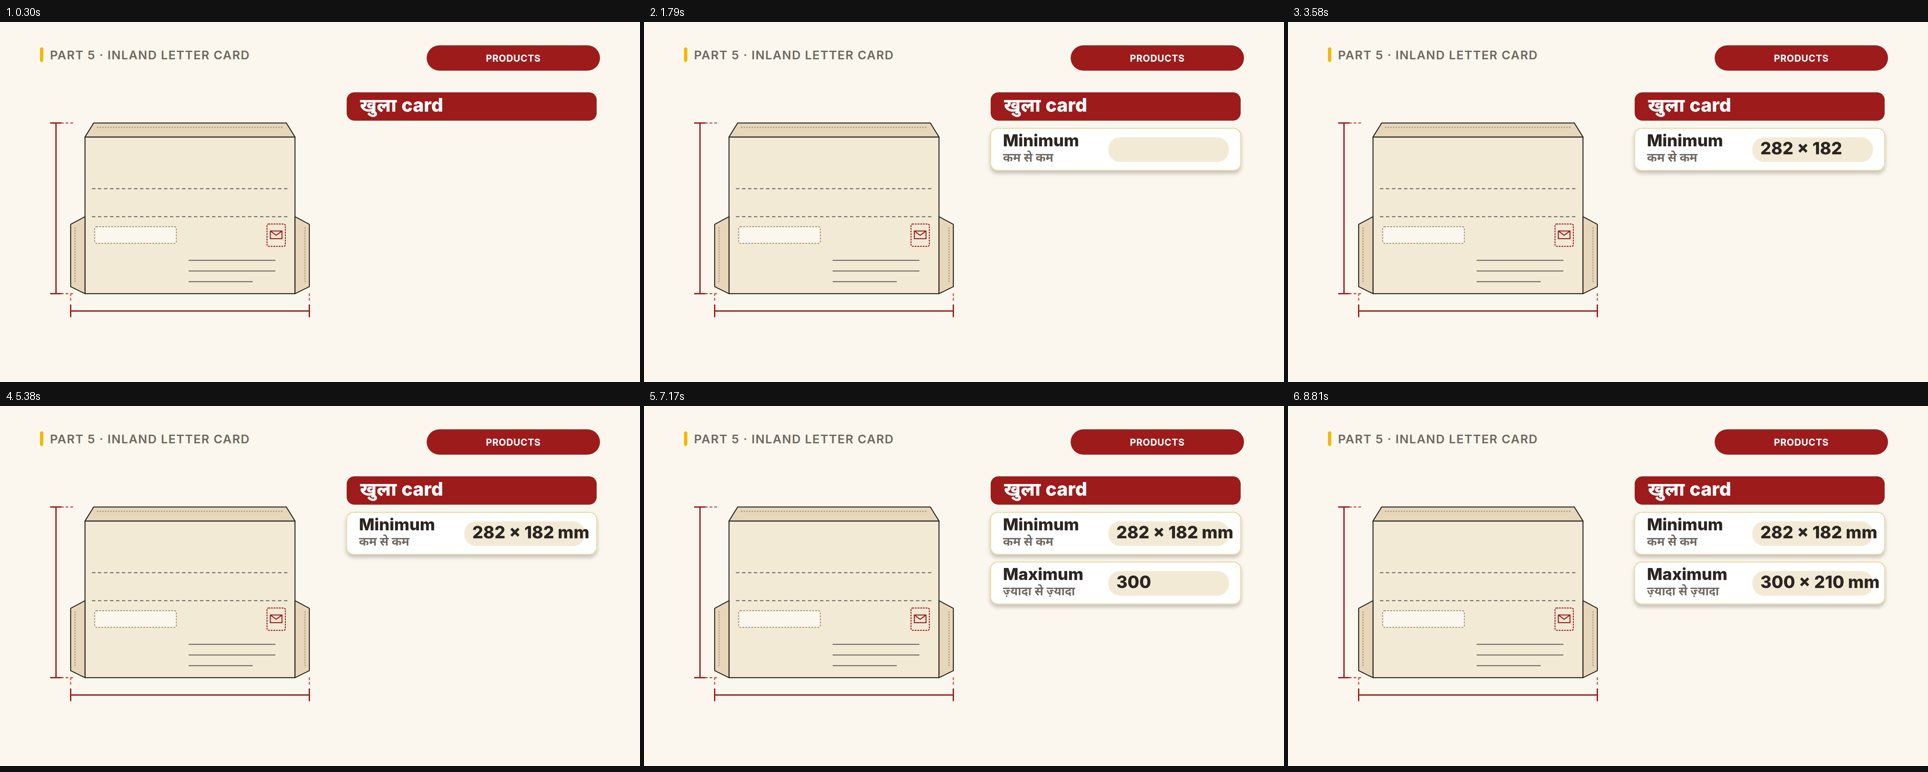 1. 0.30s
PART 5 · INLAND LETTER CARD
PRODUCTS
खुला card
2. 1.79s
PART 5 · INLAND LETTER CARD
PRODUCTS
खुला card
Minimum
कम से कम
3. 3.58s
PART 5 · INLAND LETTER CARD
PRODUCTS
खुला card
Minimum
कम से कम
282 × 182
4. 5.38s
PART 5 · INLAND LETTER CARD
PRODUCTS
खुला card
Minimum
कम से कम
282 × 182 mm
5. 7.17s
PART 5 · INLAND LETTER CARD
PRODUCTS
खुला card
Minimum
कम से कम
282 × 182 mm
Maximum
ज़्यादा से ज़्यादा
300
6. 8.81s
PART 5 · INLAND LETTER CARD
PRODUCTS
खुला card
Minimum
कम से कम
282 × 182 mm
Maximum
ज़्यादा से ज़्यादा
300 × 210 mm